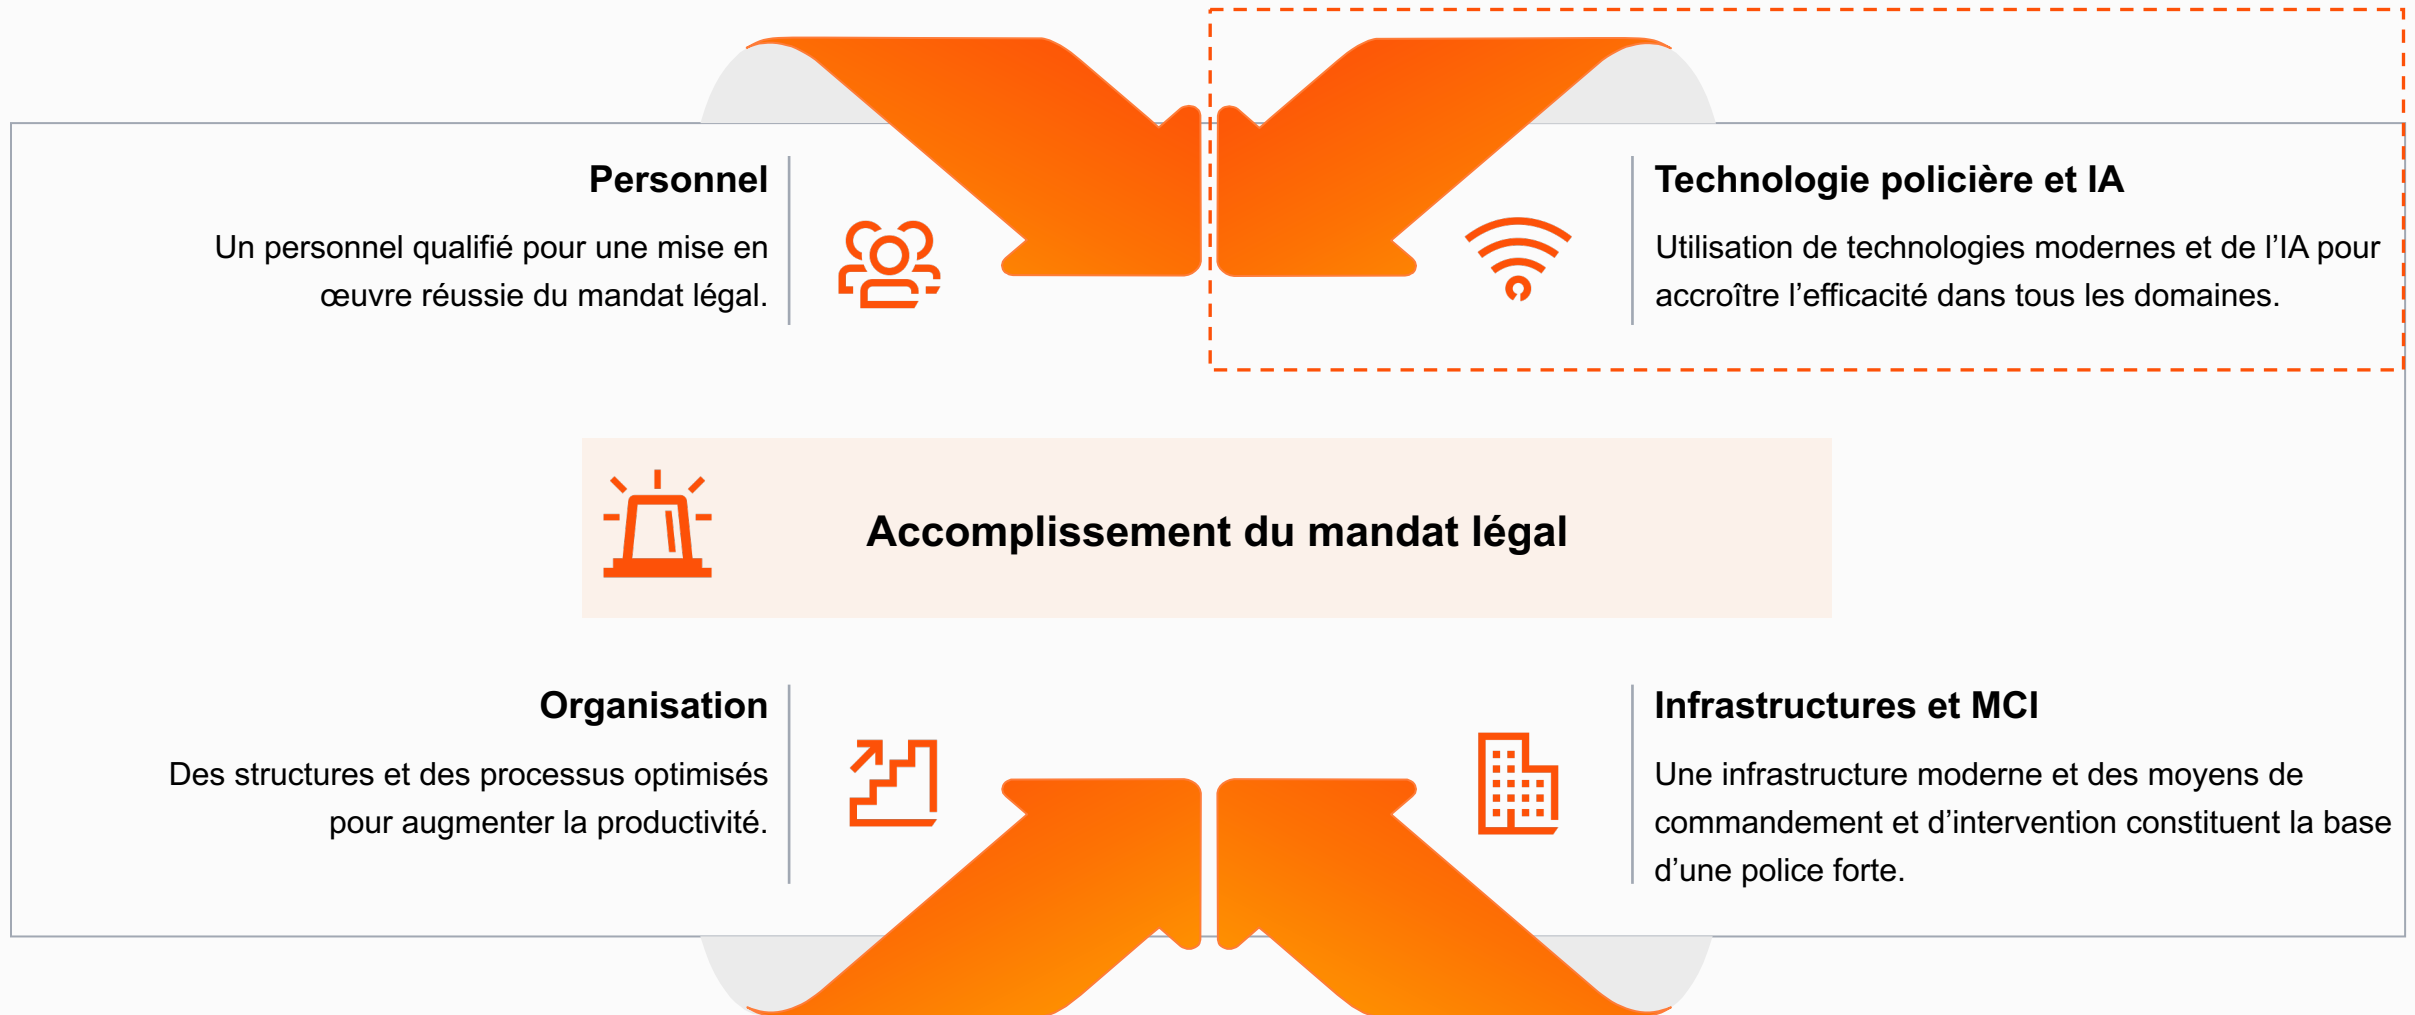 Personnel
Un personnel qualifié pour une mise en
œuvre réussie du mandat légal.
Technologie policière et IA
Utilisation de technologies modernes et de l’IA pour
accroître l’efficacité dans tous les domaines.
Accomplissement du mandat légal
Organisation
Des structures et des processus optimisés
pour augmenter la productivité.
Infrastructures et MCI
Une infrastructure moderne et des moyens de
commandement et d’intervention constituent la base
d’une police forte.